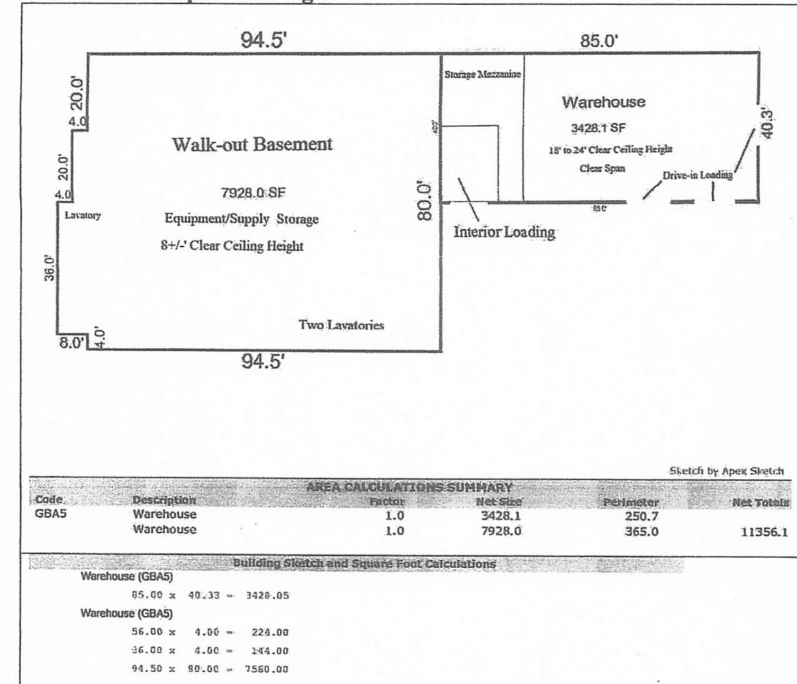 94.5'
85.0'
20.0'
4.0
20.0'
4.0
Lavatory
36.0'
8.0'
4.0'
Walk-out Basement
7928.0 SF
Equipment/Supply Storage
8+/-' Clear Ceiling Height
Two Lavatories
94.5'
80.0'
Storage Mezzanine
Interior Loading
Warehouse
3428.1 SF
18' to 24' Clear Ceiling Height
Clear Span
Drive-in Loading
40.3'
85.0'
Sketch by Apex Sketch
AREA CALCULATIONS SUMMARY
Code Description Factor Net Size Perimeter Net Totals
GBA5 Warehouse 1.0 3428.1 250.7
Warehouse 1.0 7928.0 365.0 11356.1
Building Sketch and Square Foot Calculations
Warehouse (GBA5)
85.00 x 40.33 = 3428.05
Warehouse (GBA5)
56.00 x 4.00 = 224.00
36.00 x 4.00 = 144.00
94.50 x 80.00 = 7560.00